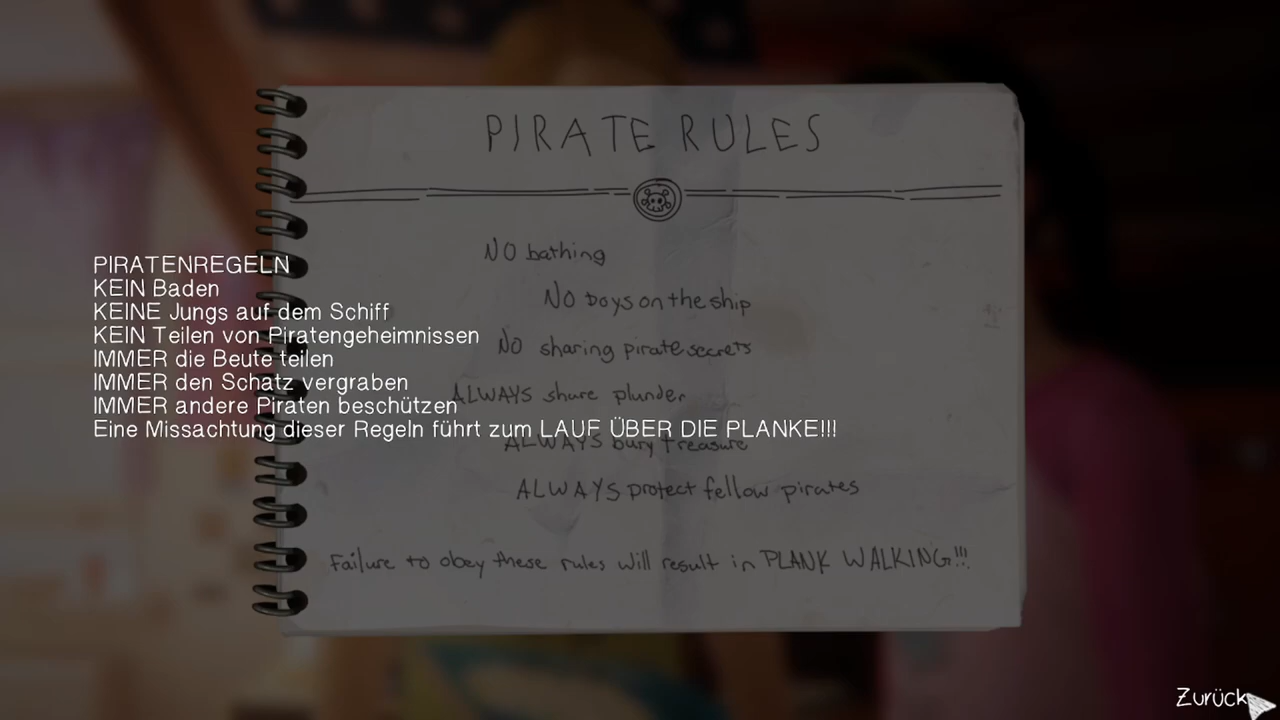 PIRATE RULES
NO bathing
NO boys on the ship
NO sharing pirate secrets
ALWAYS share plunder
ALWAYS bury treasure
ALWAYS protect fellow pirates
Failure to obey these rules will result in PLANK WALKING!!!
PIRATENREGELN
KEIN Baden
KEINE Jungs auf dem Schiff
KEIN Teilen von Piratengeheimnissen
IMMER die Beute teilen
IMMER den Schatz vergraben
IMMER andere Piraten beschützen
Eine Missachtung dieser Regeln führt zum LAUF ÜBER DIE PLANKE!!!
Zurück